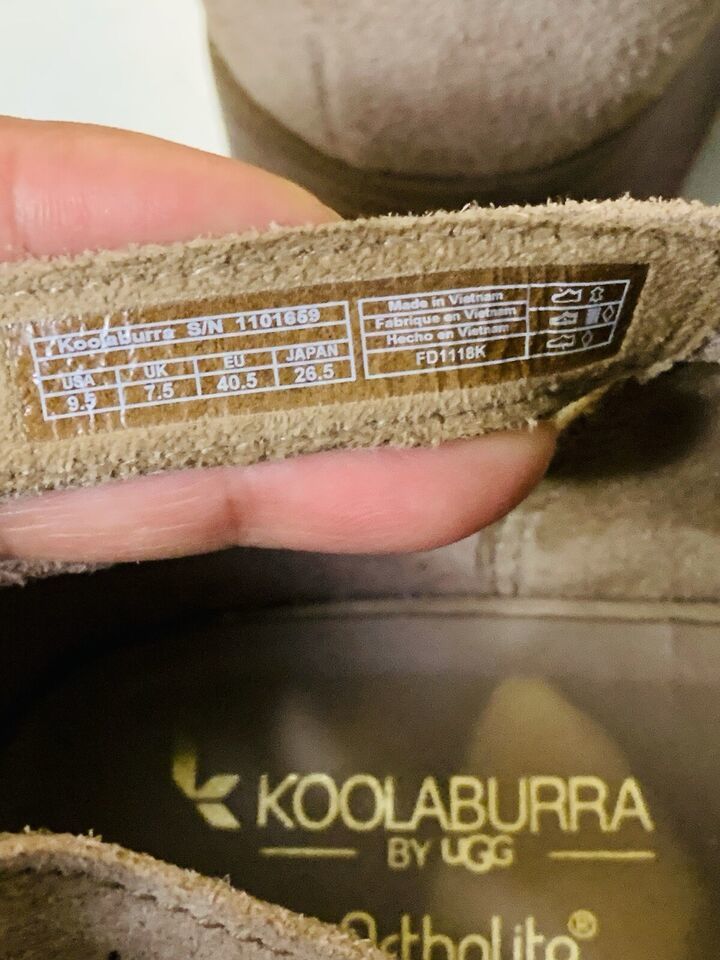 Koolaburra S/N 1101659
USA UK EU JAPAN
9.5 7.5 40.5 26.5
Made in Vietnam
Fabrique en Vietnam
Hecho en Vietnam
FD1118K
KOOLABURRA
BY UGG
OrthoLite®